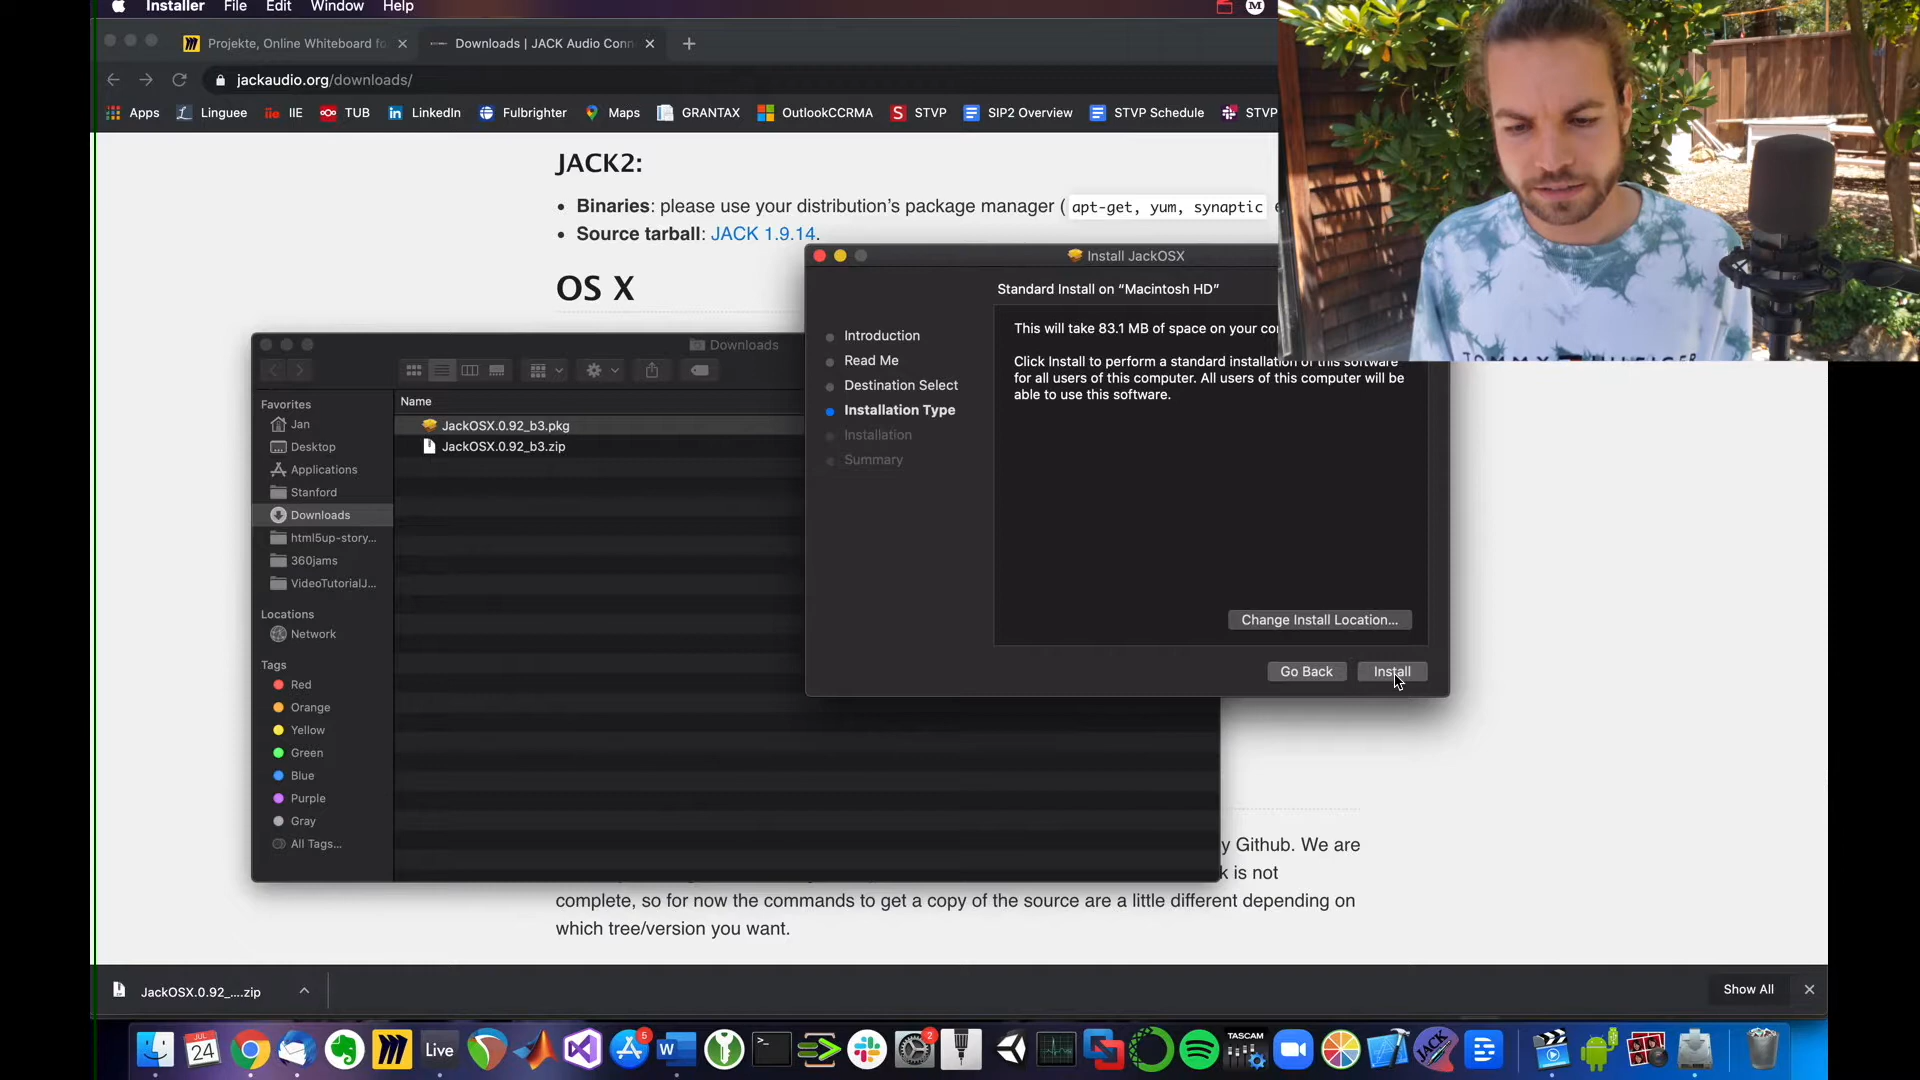 Installer File Edit Window Help
Projekte, Online Whiteboard fo
Downloads | JACK Audio Conn
jackaudio.org/downloads/
Apps Linguee IIE TUB LinkedIn Fulbrighter Maps GRANTAX OutlookCCRMA STVP SIP2 Overview STVP Schedule STVP
JACK2:
Binaries: please use your distribution's package manager ( apt-get, yum, synaptic
Source tarball: JACK 1.9.14.
OS X
Install JackOSX
Standard Install on “Macintosh HD”
Introduction
Read Me
Destination Select
Installation Type
Installation
Summary
This will take 83.1 MB of space on your
Click Install to perform a standard installation of this software
for all users of this computer. All users of this computer will be
able to use this software.
Change Install Location...
Go Back Install
Downloads
Name
JackOSX.0.92_b3.pkg
JackOSX.0.92_b3.zip
Favorites
Jan
Desktop
Applications
Stanford
Downloads
html5up-story...
360jams
VideoTutorialJ...
Locations
Network
Tags
Red
Orange
Yellow
Green
Blue
Purple
Gray
All Tags...
y Github. We are
k is not
complete, so for now the commands to get a copy of the source are a little different depending on
which tree/version you want.
JackOSX.0.92_....zip
Show All
JUL
24
Live
5
W
2
TASCAM
JACK